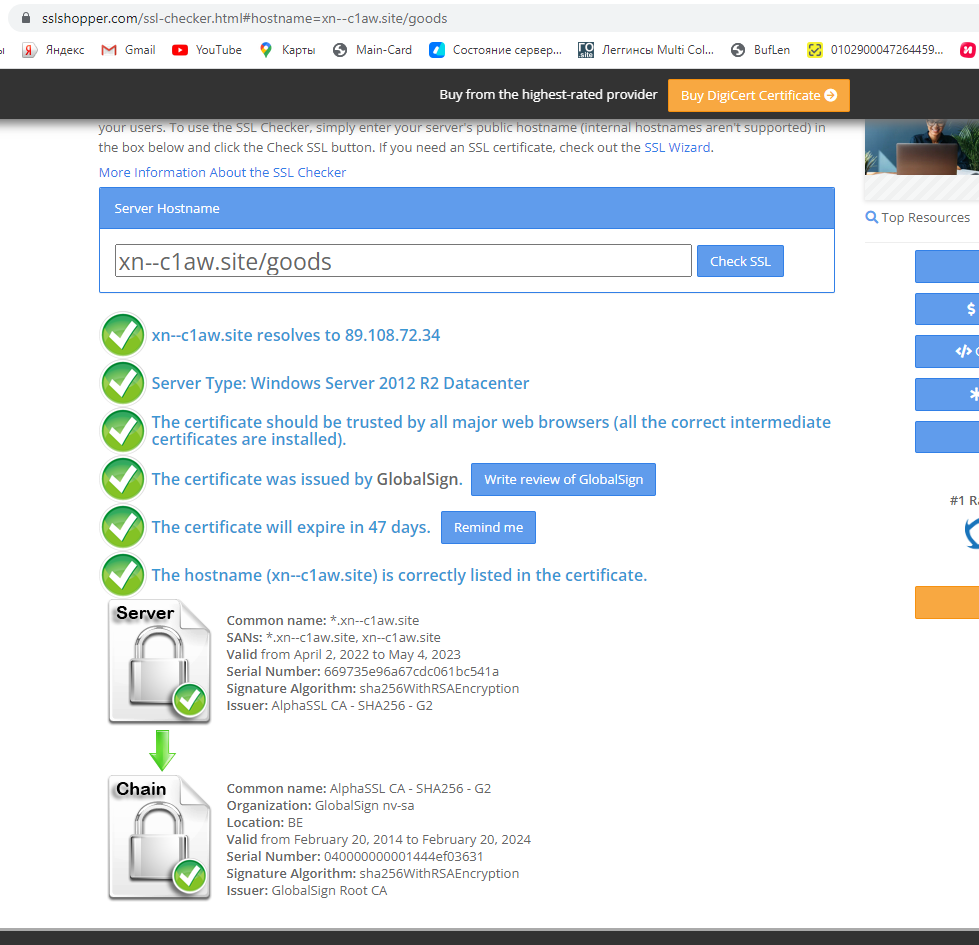 sslshopper.com/ssl-checker.html#hostname=xn--c1aw.site/goods
Яндекс Gmail YouTube Карты Main-Card Состояние сервер... Леггинсы Multi Col... BufLen 0102900047264459...
Buy from the highest-rated provider Buy DigiCert Certificate
your users. To use the SSL Checker, simply enter your server's public hostname (internal hostnames aren't supported) in
the box below and click the Check SSL button. If you need an SSL certificate, check out the SSL Wizard.
More Information About the SSL Checker
Server Hostname
Top Resources
xn--c1aw.site/goods Check SSL
xn--c1aw.site resolves to 89.108.72.34
Server Type: Windows Server 2012 R2 Datacenter
The certificate should be trusted by all major web browsers (all the correct intermediate
certificates are installed).
The certificate was issued by GlobalSign. Write review of GlobalSign
#1 R
The certificate will expire in 47 days. Remind me
The hostname (xn--c1aw.site) is correctly listed in the certificate.
Server
Common name: *.xn--c1aw.site
SANs: *.xn--c1aw.site, xn--c1aw.site
Valid from April 2, 2022 to May 4, 2023
Serial Number: 669735e96a67cdc061bc541a
Signature Algorithm: sha256WithRSAEncryption
Issuer: AlphaSSL CA - SHA256 - G2
Chain
Common name: AlphaSSL CA - SHA256 - G2
Organization: GlobalSign nv-sa
Location: BE
Valid from February 20, 2014 to February 20, 2024
Serial Number: 040000000001444ef03631
Signature Algorithm: sha256WithRSAEncryption
Issuer: GlobalSign Root CA